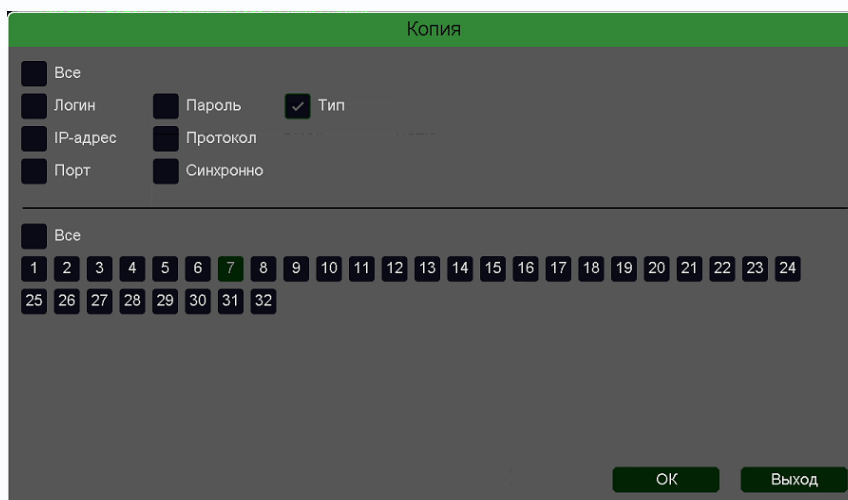 Копия
Все
Логин Пароль Тип
IP-адрес Протокол
Порт Синхронно
Все
1 2 3 4 5 6 7 8 9 10 11 12 13 14 15 16 17 18 19 20 21 22 23 24
25 26 27 28 29 30 31 32
ОК Выход